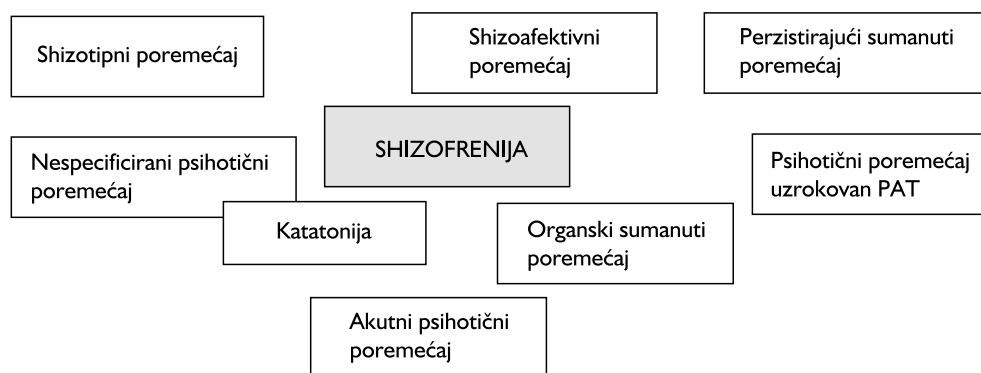 Shizotipni poremećaj
Shizoafektivni
poremećaj
Perzistirajući sumanuti
poremećaj
SHIZOFRENIJA
Nespecificirani psihotični
poremećaj
Psihotični poremećaj
uzrokovan PAT
Katatonija
Organski sumanuti
poremećaj
Akutni psihotični
poremećaj